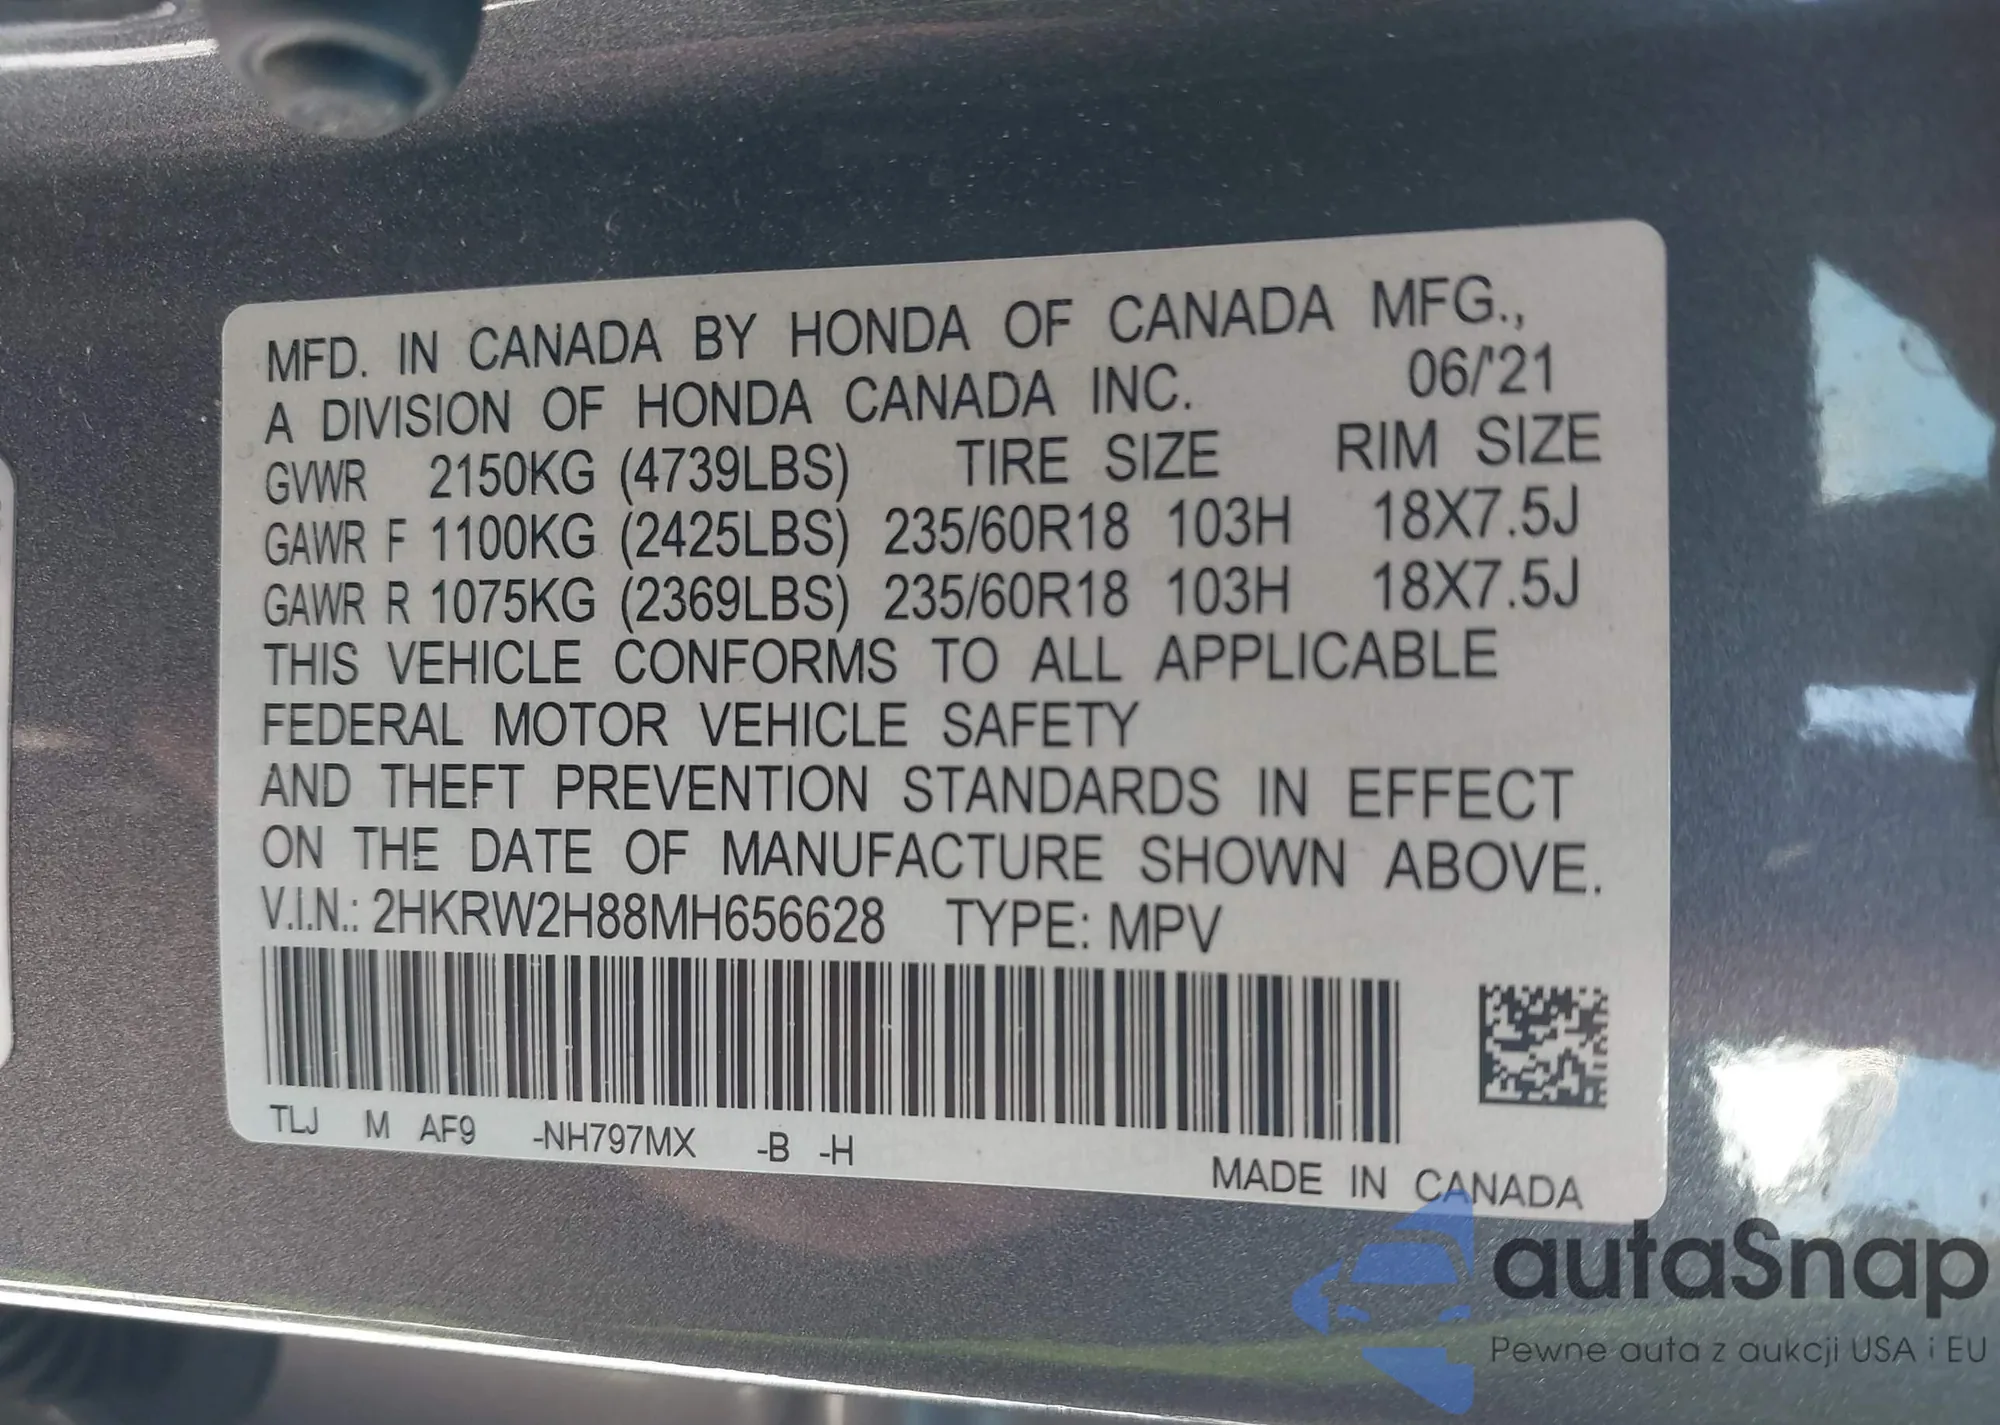 MFD. IN CANADA BY HONDA OF CANADA MFG.,
A DIVISION OF HONDA CANADA INC. 06/'21
GVWR 2150KG (4739LBS) TIRE SIZE RIM SIZE
GAWR F 1100KG (2425LBS) 235/60R18 103H 18X7.5J
GAWR R 1075KG (2369LBS) 235/60R18 103H 18X7.5J
THIS VEHICLE CONFORMS TO ALL APPLICABLE
FEDERAL MOTOR VEHICLE SAFETY
AND THEFT PREVENTION STANDARDS IN EFFECT
ON THE DATE OF MANUFACTURE SHOWN ABOVE.
V.I.N.: 2HKRW2H88MH656628 TYPE: MPV
TLJ M AF9 -NH797MX -B -H
MADE IN CANADA
autaSnap
Pewne auta z aukcji USA i EU